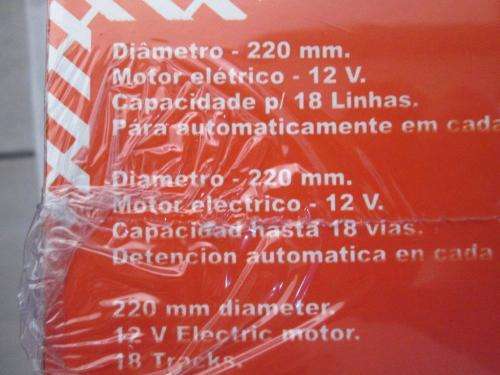 Diâmetro - 220 mm.
Motor elétrico - 12 V.
Capacidade p/ 18 Linhas.
Pára automaticamente em cada
Diametro - 220 mm.
Motor electrico - 12 V.
Capacidad hasta 18 vias.
Detencion automatica en cada
220 mm diameter.
12 V Electric motor.
18 Tracks.